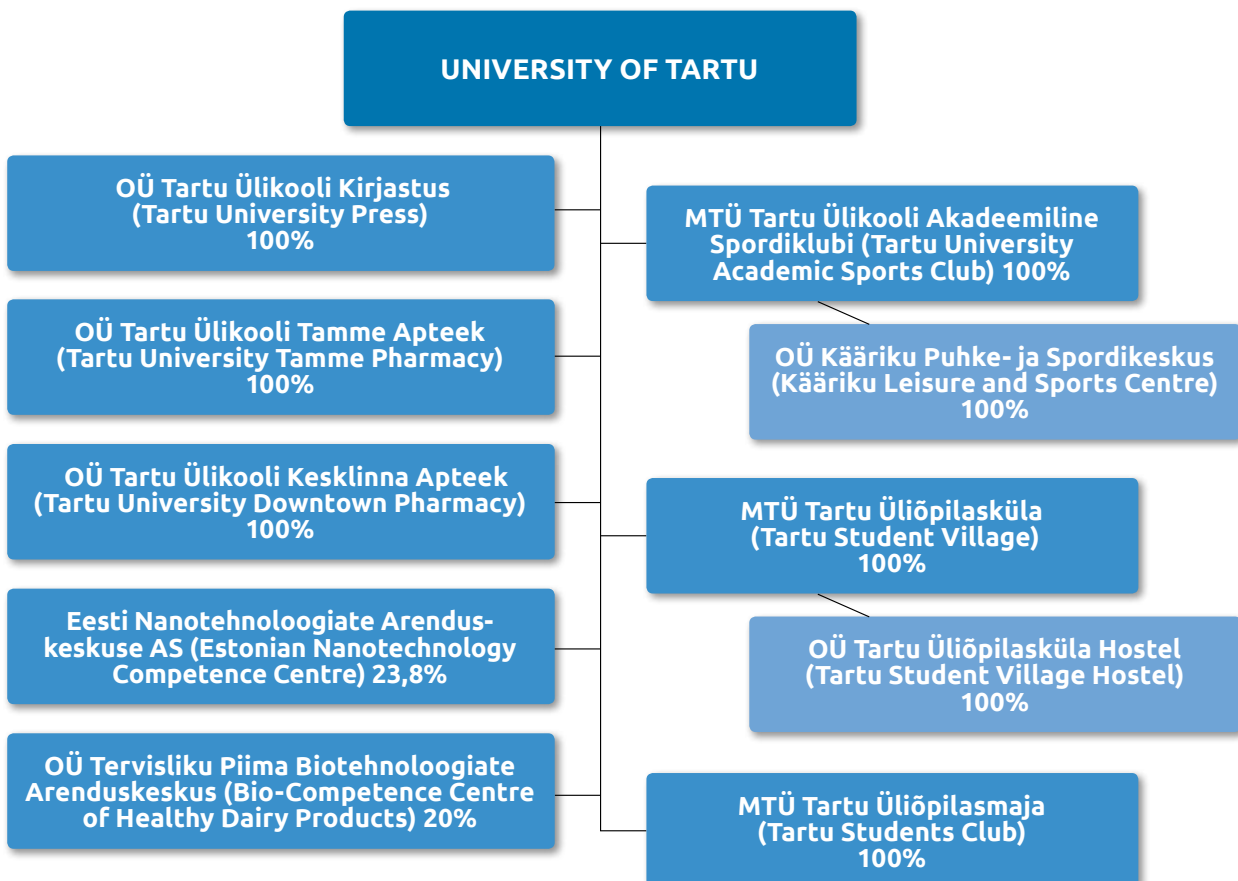 UNIVERSITY OF TARTU
OÜ Tartu Ülikooli Kirjastus
(Tartu University Press)
100%
OÜ Tartu Ülikooli Tamme Apteek
(Tartu University Tamme Pharmacy)
100%
OÜ Tartu Ülikooli Kesklinna Apteek
(Tartu University Downtown Pharmacy)
100%
Eesti Nanotehnoloogiate Arendus-
keskuse AS (Estonian Nanotechnology
Competence Centre) 23,8%
OÜ Tervisliku Piima Biotehnoloogiate
Arenduskeskus (Bio-Competence Centre
of Healthy Dairy Products) 20%
MTÜ Tartu Ülikooli Akadeemiline
Spordiklubi (Tartu University
Academic Sports Club) 100%
OÜ Kääriku Puhke- ja Spordikeskus
(Kääriku Leisure and Sports Centre)
100%
MTÜ Tartu Üliõpilasküla
(Tartu Student Village)
100%
OÜ Tartu Üliõpilasküla Hostel
(Tartu Student Village Hostel)
100%
MTÜ Tartu Üliõpilasmaja
(Tartu Students Club)
100%